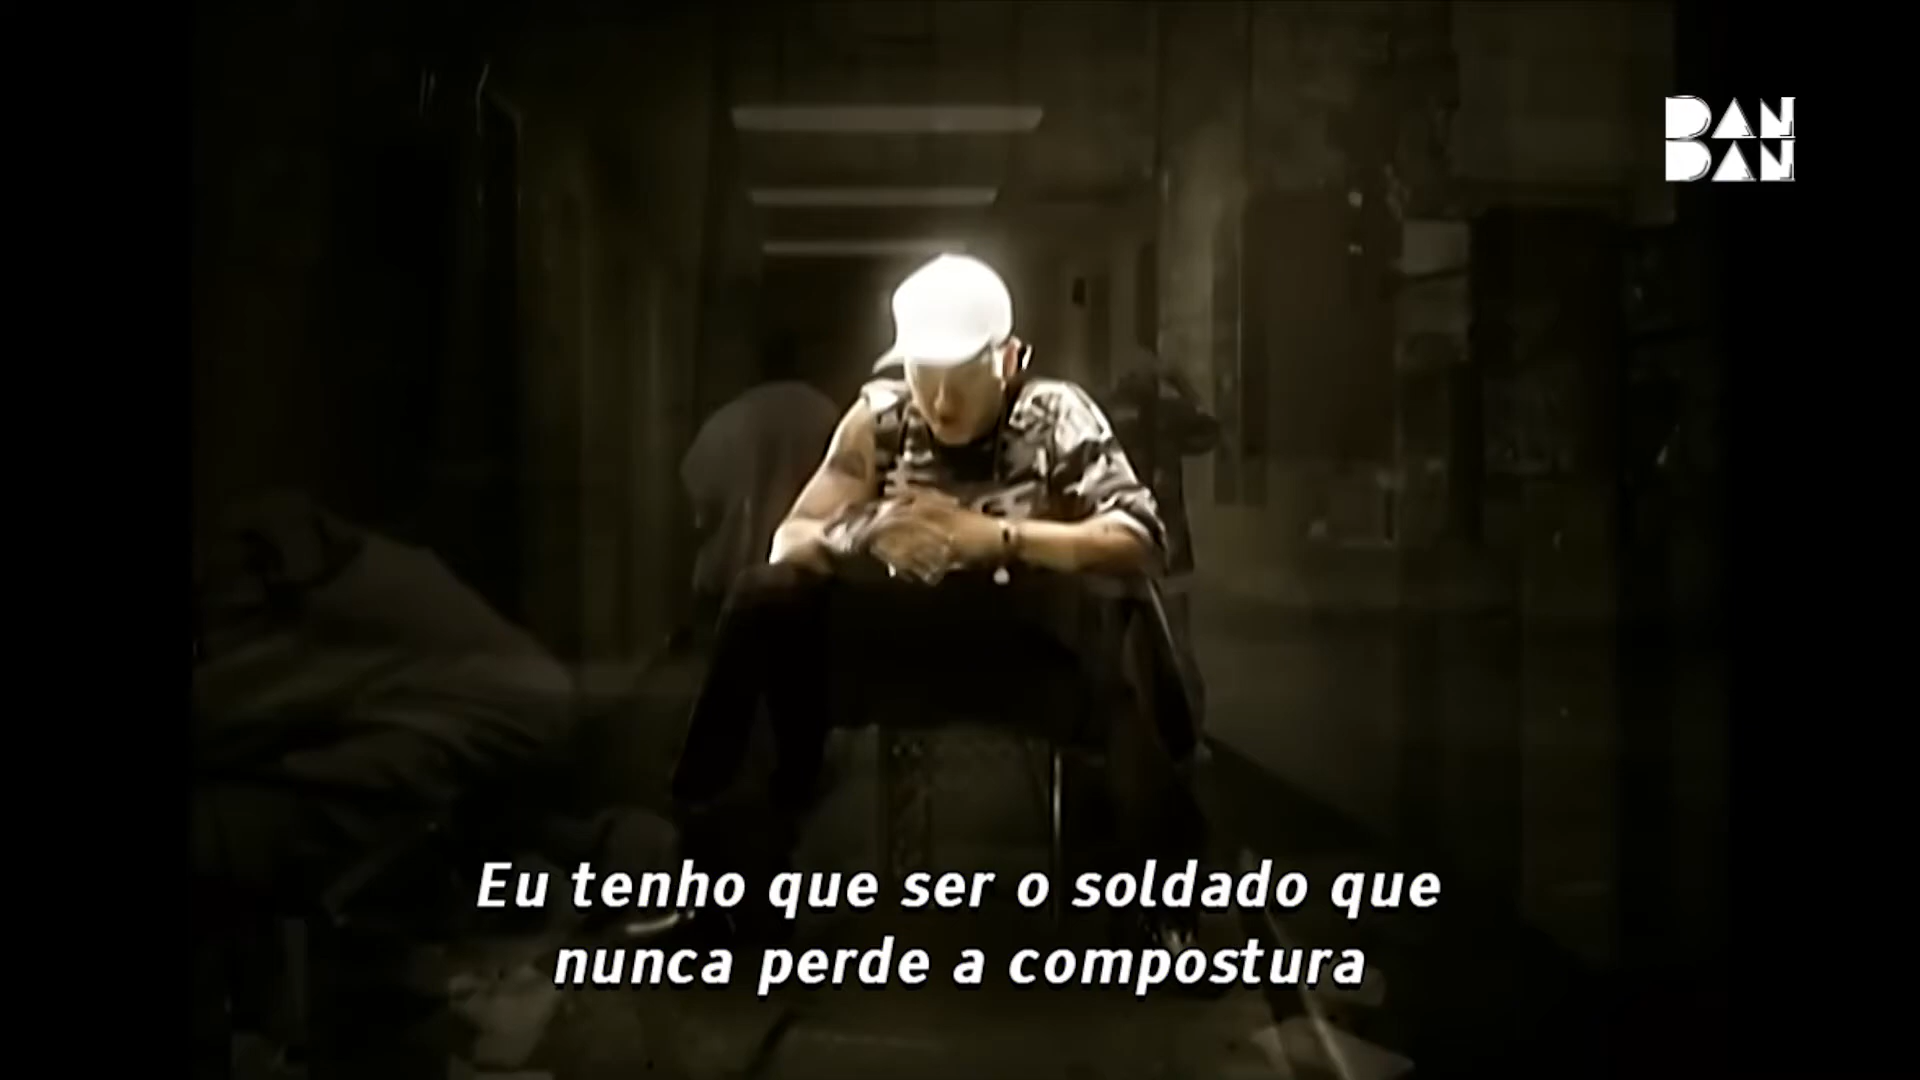 DAN
DAN
Eu tenho que ser o soldado que
nunca perde a compostura